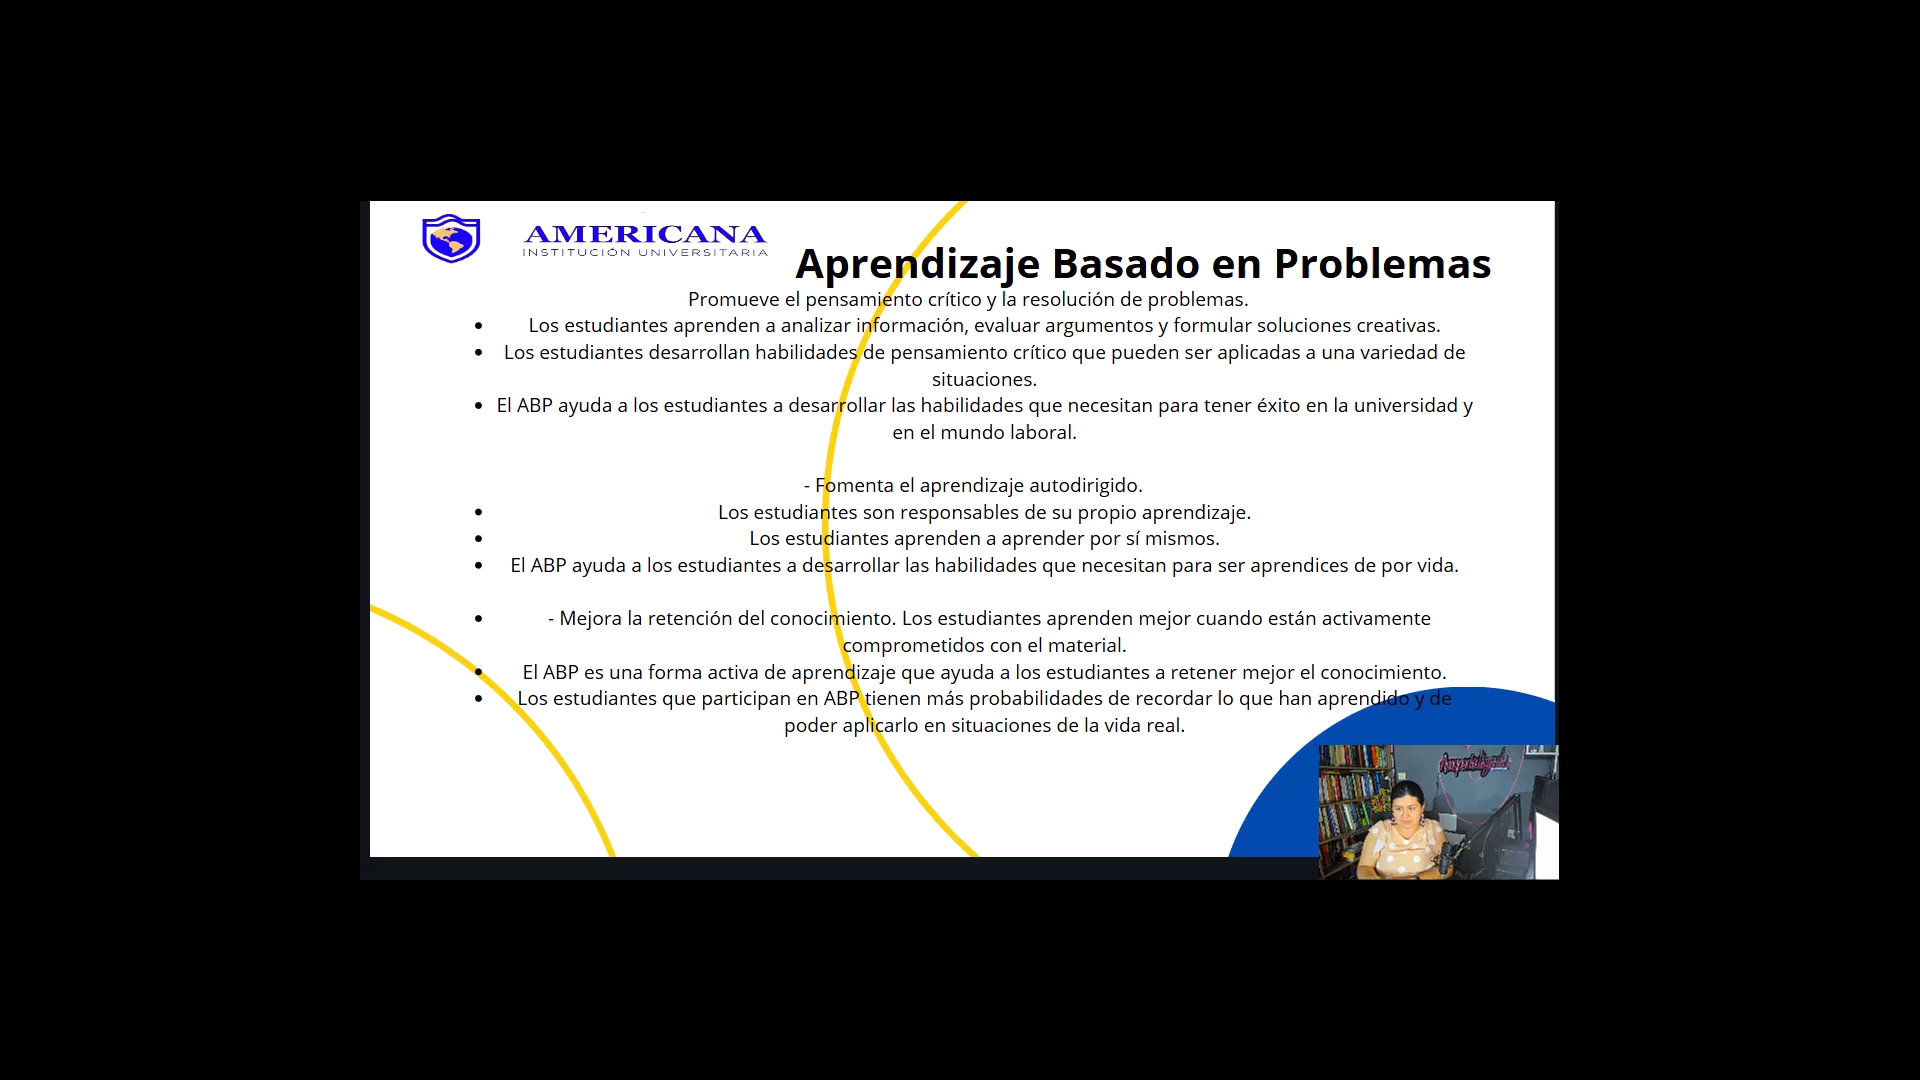 AMERICANA
INSTITUCIÓN UNIVERSITARIA
Aprendizaje Basado en Problemas
Promueve el pensamiento crítico y la resolución de problemas.
• Los estudiantes aprenden a analizar información, evaluar argumentos y formular soluciones creativas.
• Los estudiantes desarrollan habilidades de pensamiento crítico que pueden ser aplicadas a una variedad de
situaciones.
• El ABP ayuda a los estudiantes a desarrollar las habilidades que necesitan para tener éxito en la universidad y
en el mundo laboral.
- Fomenta el aprendizaje autodirigido.
• Los estudiantes son responsables de su propio aprendizaje.
• Los estudiantes aprenden a aprender por sí mismos.
• El ABP ayuda a los estudiantes a desarrollar las habilidades que necesitan para ser aprendices de por vida.
• - Mejora la retención del conocimiento. Los estudiantes aprenden mejor cuando están activamente
comprometidos con el material.
• El ABP es una forma activa de aprendizaje que ayuda a los estudiantes a retener mejor el conocimiento.
• Los estudiantes que participan en ABP tienen más probabilidades de recordar lo que han aprendido y de
poder aplicarlo en situaciones de la vida real.